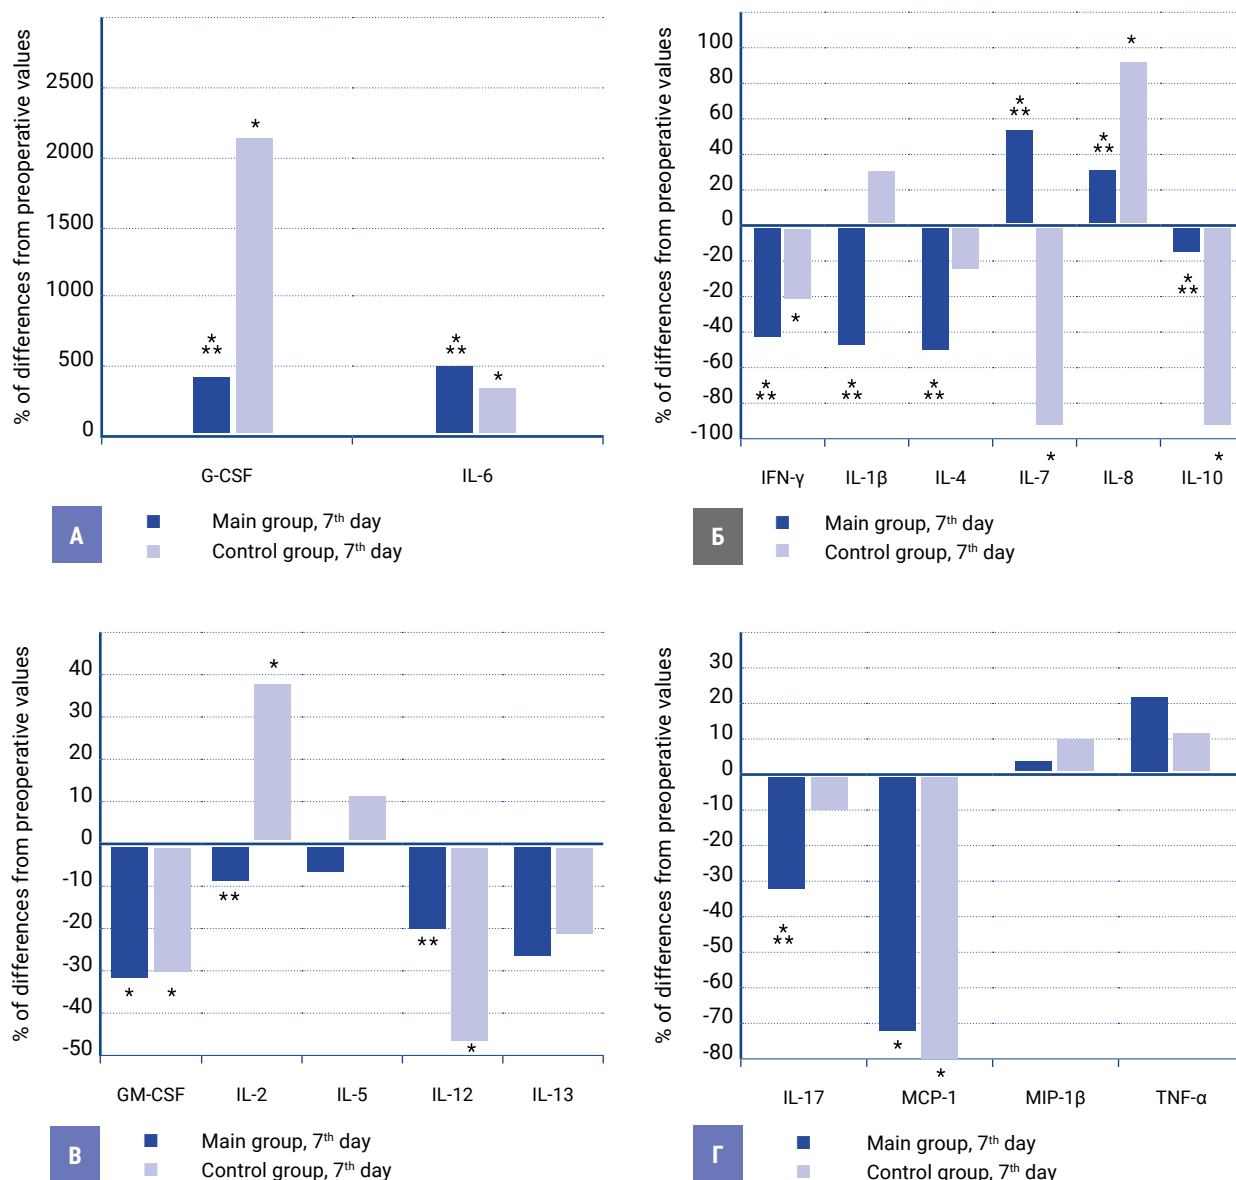 % of differences from preoperative values
2500
2000
1500
1000
500
0
*
*
**
*
**
*
G-CSF
IL-6
А
Main group, 7th day
Control group, 7th day
% of differences from preoperative values
100
80
60
40
20
0
-20
-40
-60
-80
-100
*
*
**
*
**
*
*
**
*
**
*
**
*
**
*
*
IFN-γ
IL-1β
IL-4
IL-7
IL-8
IL-10
Б
Main group, 7th day
Control group, 7th day
% of differences from preoperative values
40
30
20
10
0
-10
-20
-30
-40
-50
*
**
**
*
*
*
GM-CSF
IL-2
IL-5
IL-12
IL-13
В
Main group, 7th day
Control group, 7th day
% of differences from preoperative values
30
20
10
0
-10
-20
-30
-40
-50
-60
-70
-80
*
**
*
*
IL-17
MCP-1
MIP-1β
TNF-α
Г
Main group, 7th day
Control group, 7th day